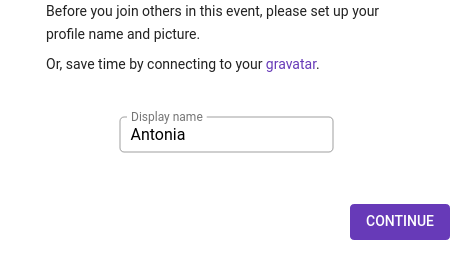 Before you join others in this event, please set up your
profile name and picture.
Or, save time by connecting to your gravatar.
Display name
Antonia
CONTINUE